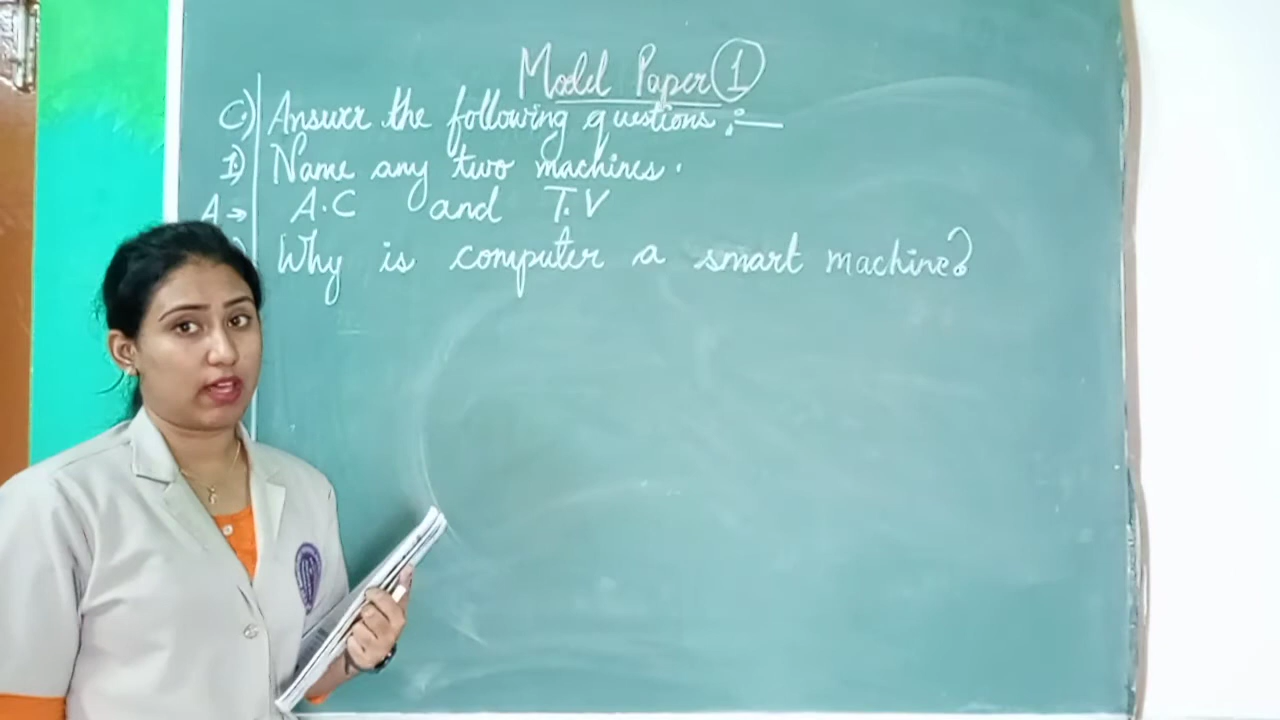 Model Paper 1
C) Answer the following questions :—
1) Name any two machines.
A→ A.C and T.V
Why is computer a smart machine?